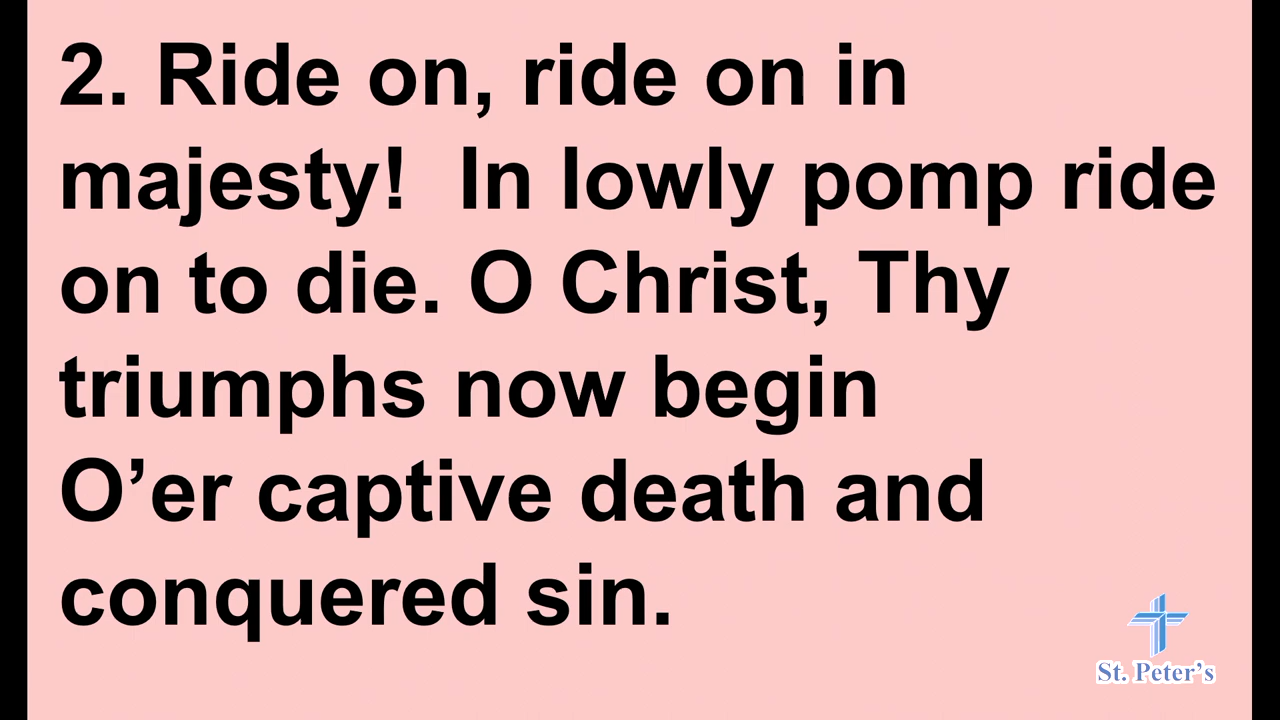 2. Ride on, ride on in
majesty!  In lowly pomp ride
on to die. O Christ, Thy
triumphs now begin
O’er captive death and
conquered sin.
St. Peter’s